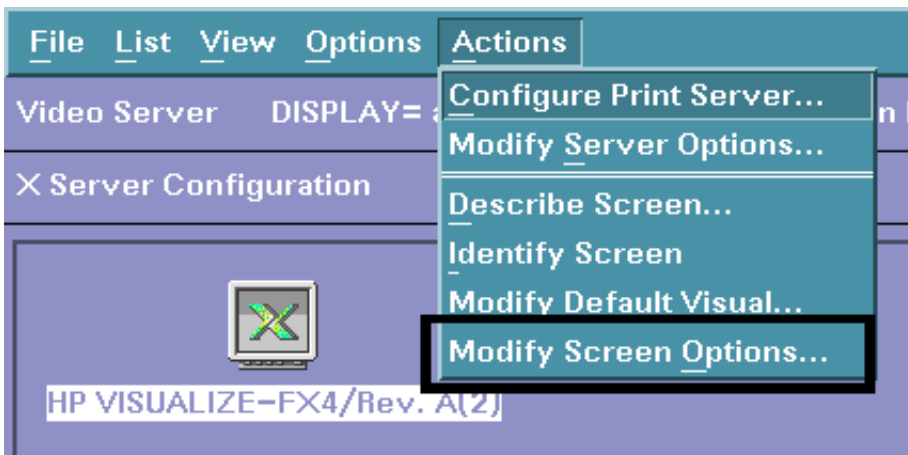 File List View Options Actions
Video Server DISPLAY=
Configure Print Server...
Modify Server Options...
X Server Configuration
Describe Screen...
Identify Screen
Modify Default Visual...
Modify Screen Options...
HP VISUALIZE-FX4/Rev. A(2)